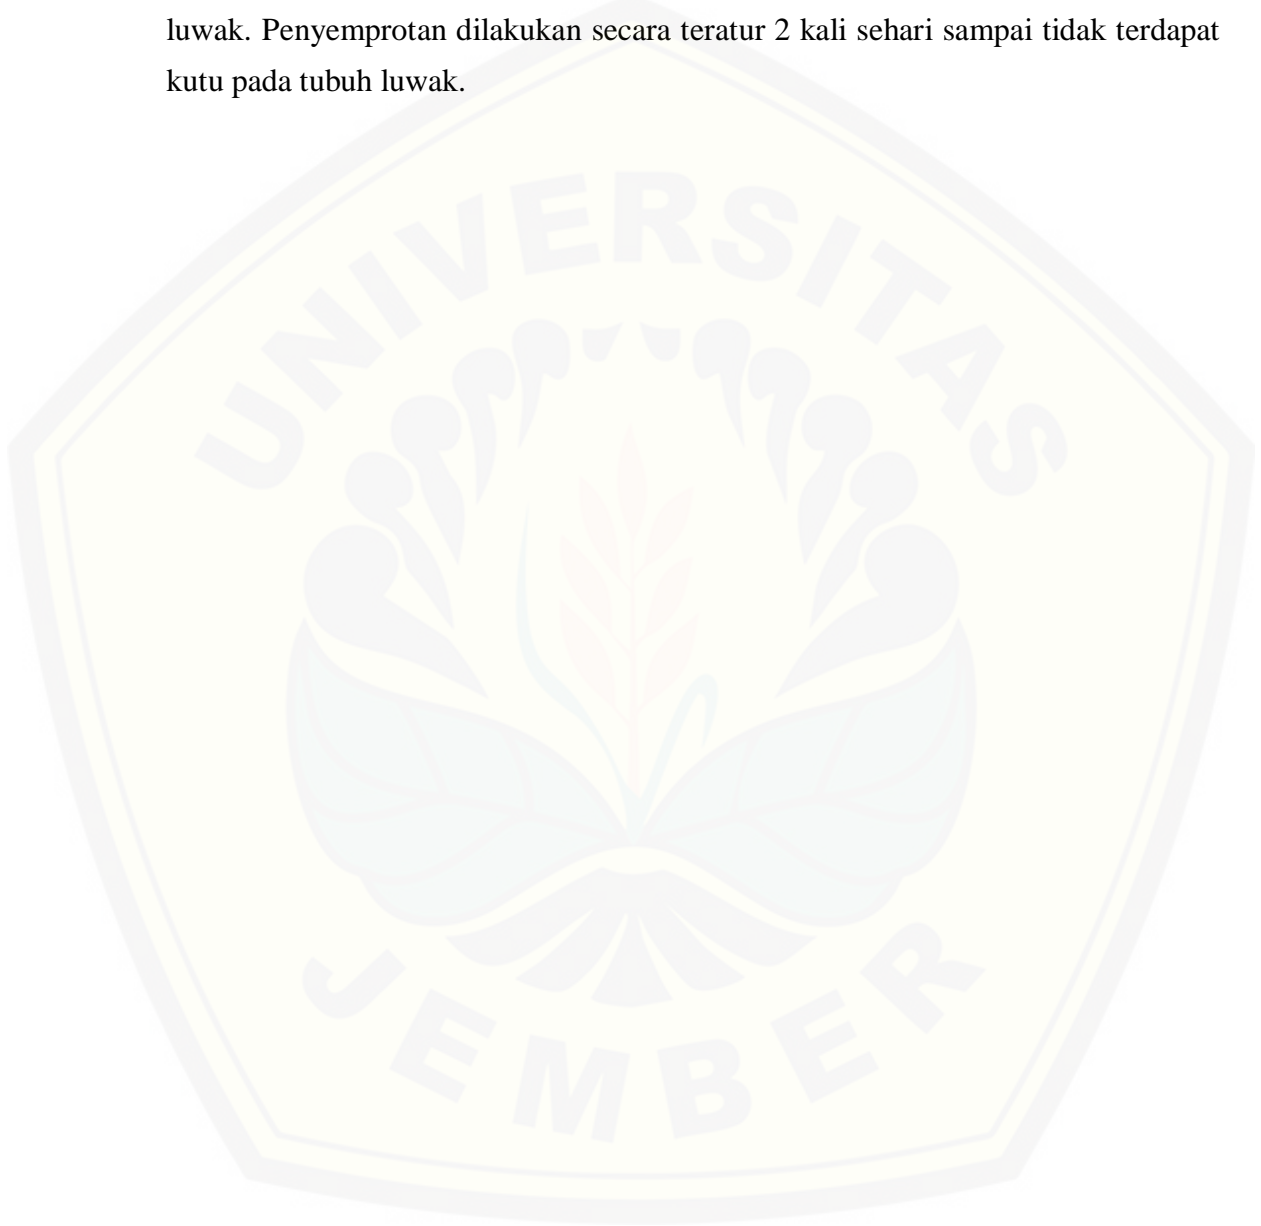 luwak. Penyemprotan dilakukan secara teratur 2 kali sehari sampai tidak terdapat
kutu pada tubuh luwak.
UNIVERSITAS
JEMBER